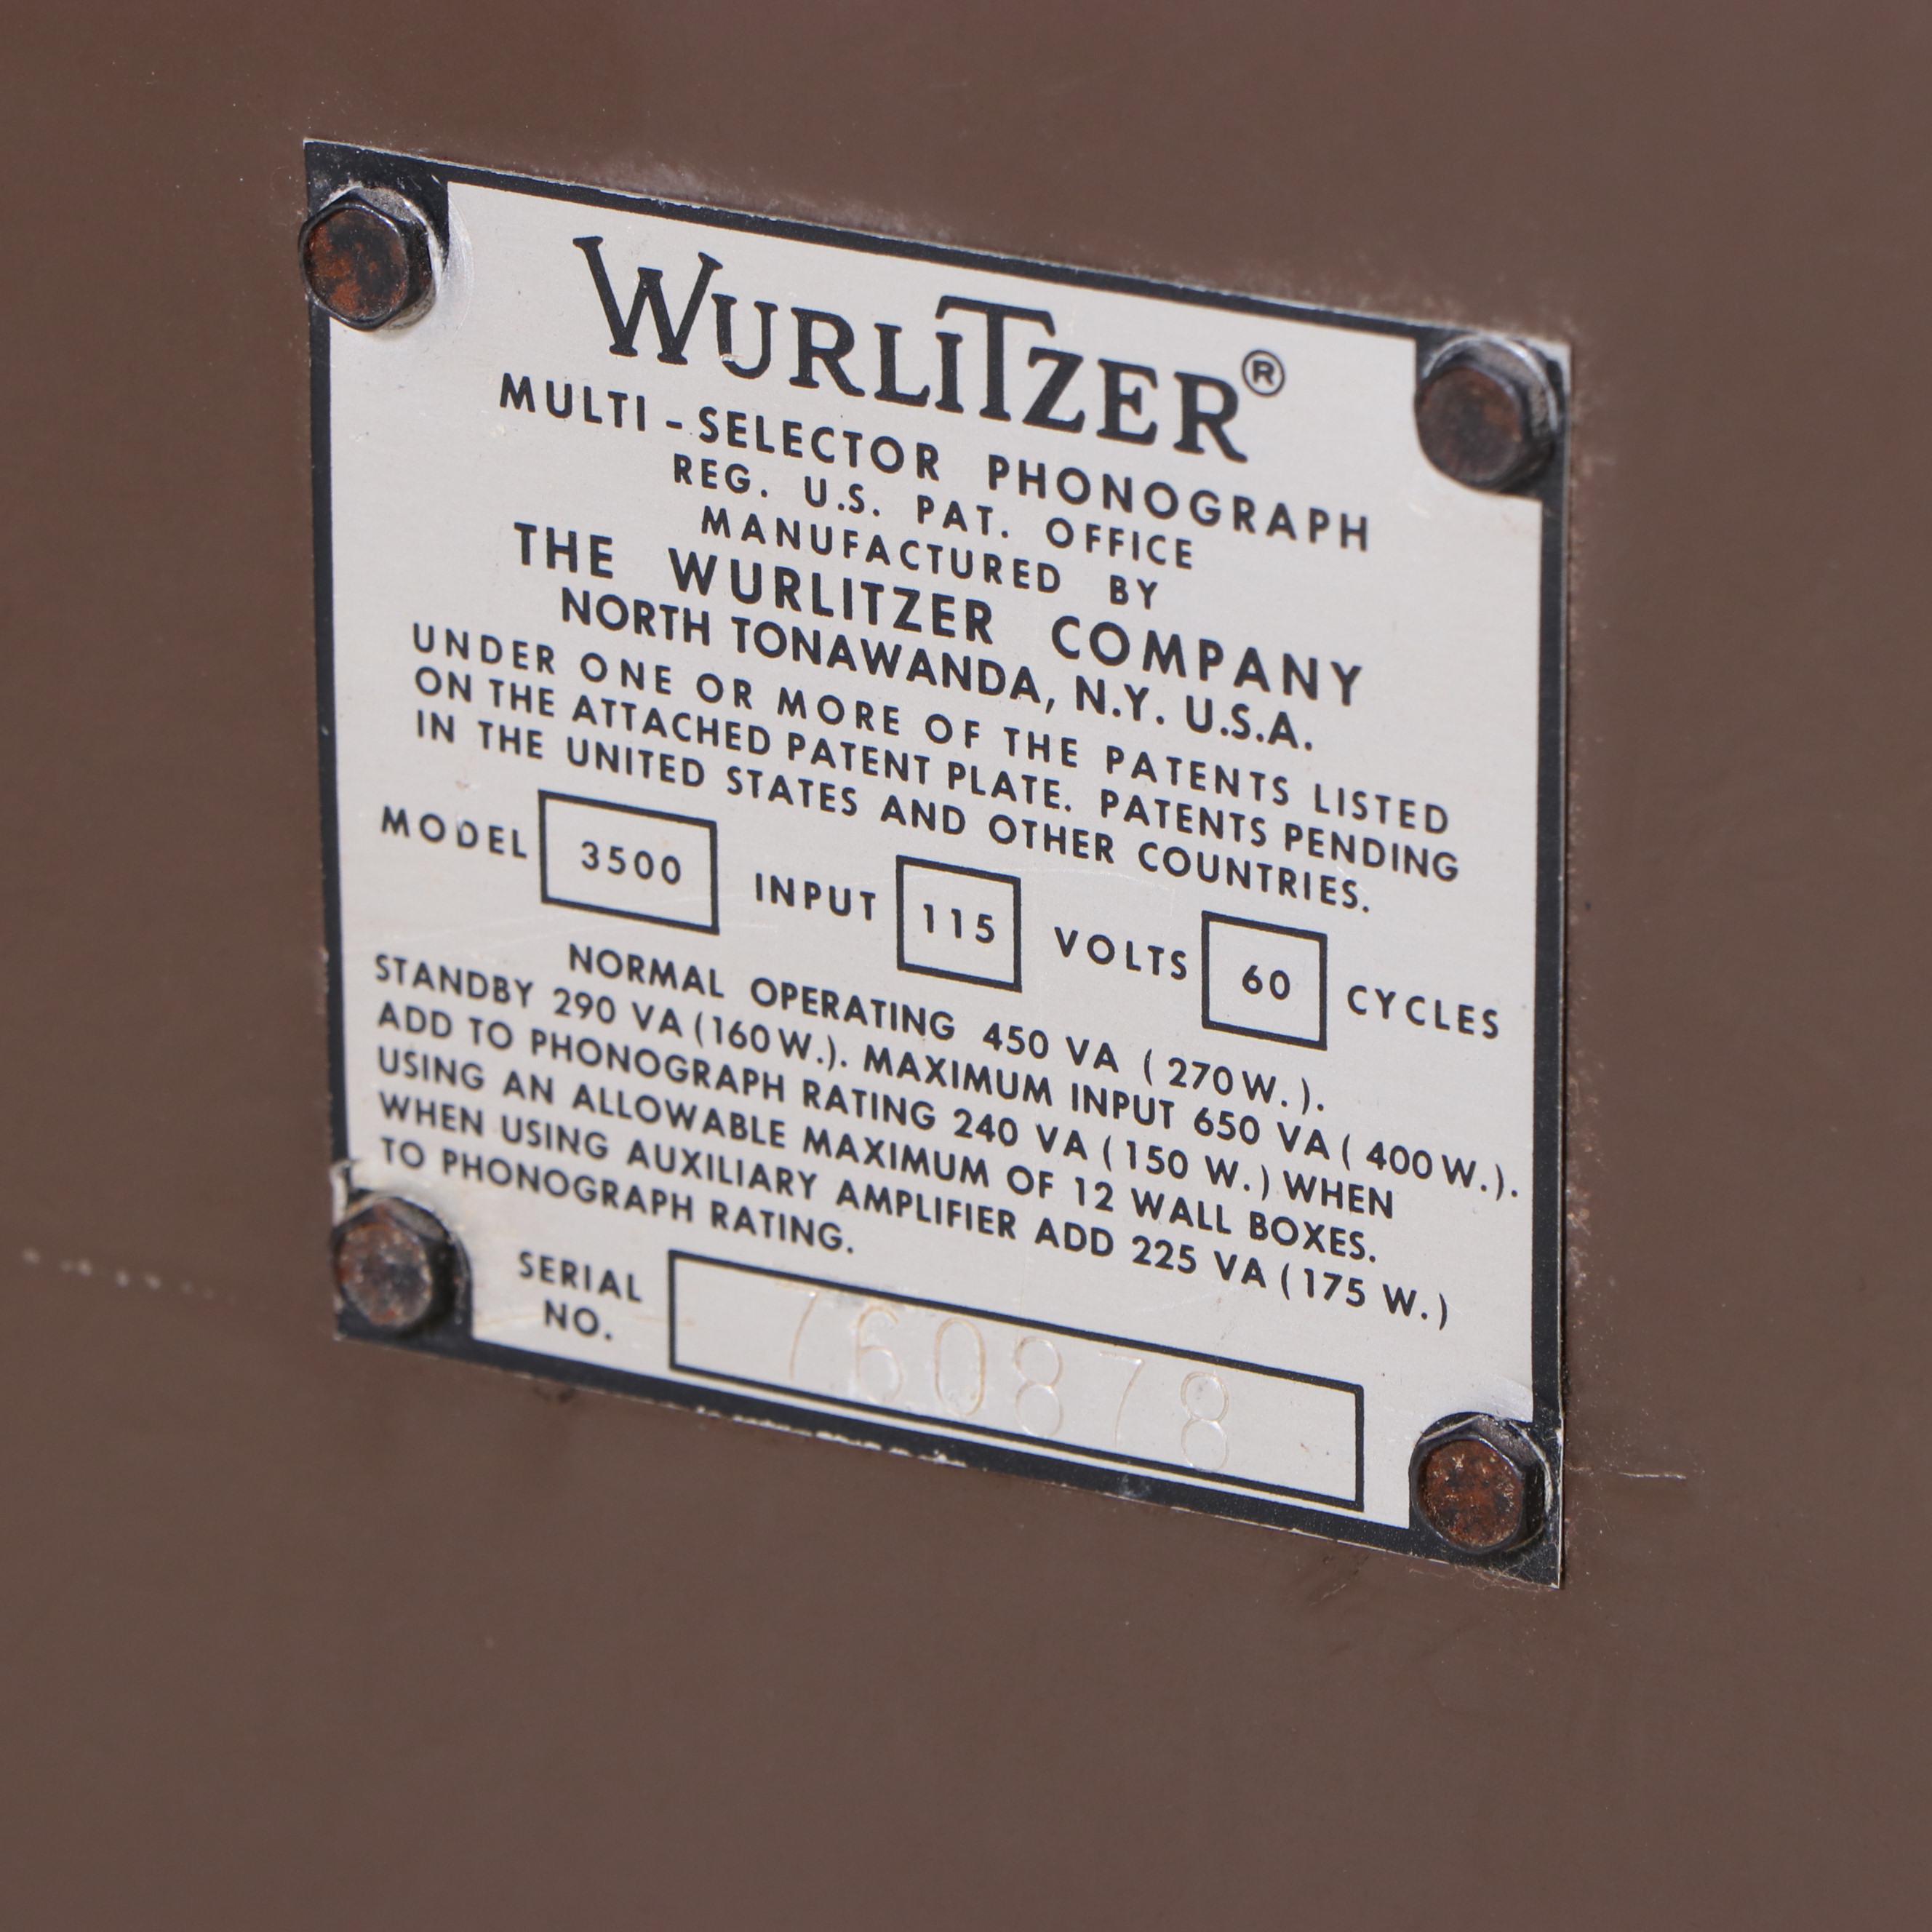 WURLITZER®
MULTI-SELECTOR PHONOGRAPH
REG. U.S. PAT. OFFICE
MANUFACTURED BY
THE WURLITZER COMPANY
NORTH TONAWANDA, N.Y. U.S.A.
UNDER ONE OR MORE OF THE PATENTS LISTED
ON THE ATTACHED PATENT PLATE. PATENTS PENDING
IN THE UNITED STATES AND OTHER COUNTRIES.
MODEL 3500 INPUT 115 VOLTS 60 CYCLES
NORMAL OPERATING 450 VA (270 W.).
STANDBY 290 VA (160 W.). MAXIMUM INPUT 650 VA (400 W.).
ADD TO PHONOGRAPH RATING 240 VA (150 W.) WHEN
USING AN ALLOWABLE MAXIMUM OF 12 WALL BOXES.
WHEN USING AUXILIARY AMPLIFIER ADD 225 VA (175 W.)
TO PHONOGRAPH RATING.
SERIAL NO. 760878